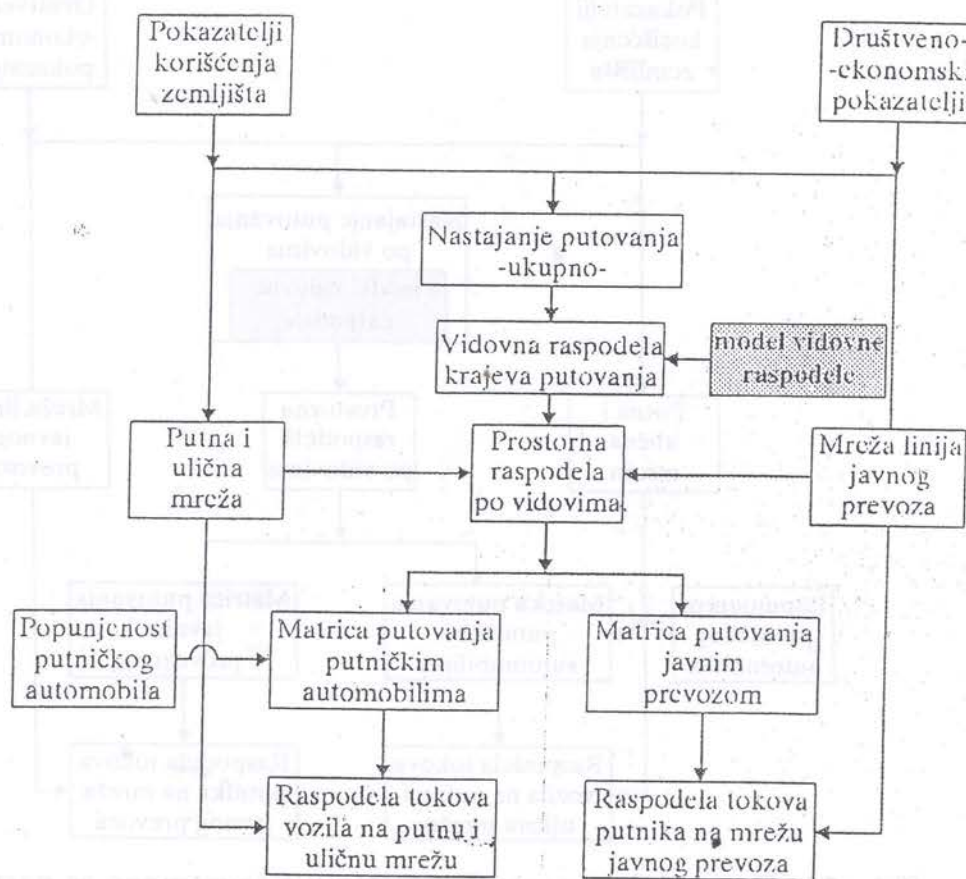 Pokazatelji
korišćenja
zemljišta
Društveno-
-ekonomski
pokazatelji
Nastajanje putovanja
-ukupno-
Vidovna raspodela
krajeva putovanja
model vidovne
raspodele
Putna i
ulična
mreža
Prostorna
raspodela
po vidovima
Mreža linija
javnog
prevoza
Popunjenost
putničkog
automobila
Matrica putovanja
putničkim
automobilima
Matrica putovanja
javnim
prevozom
Raspodela tokova
vozila na putnu i
uličnu mrežu
Raspodela tokova
putnika na mrežu
javnog prevoza